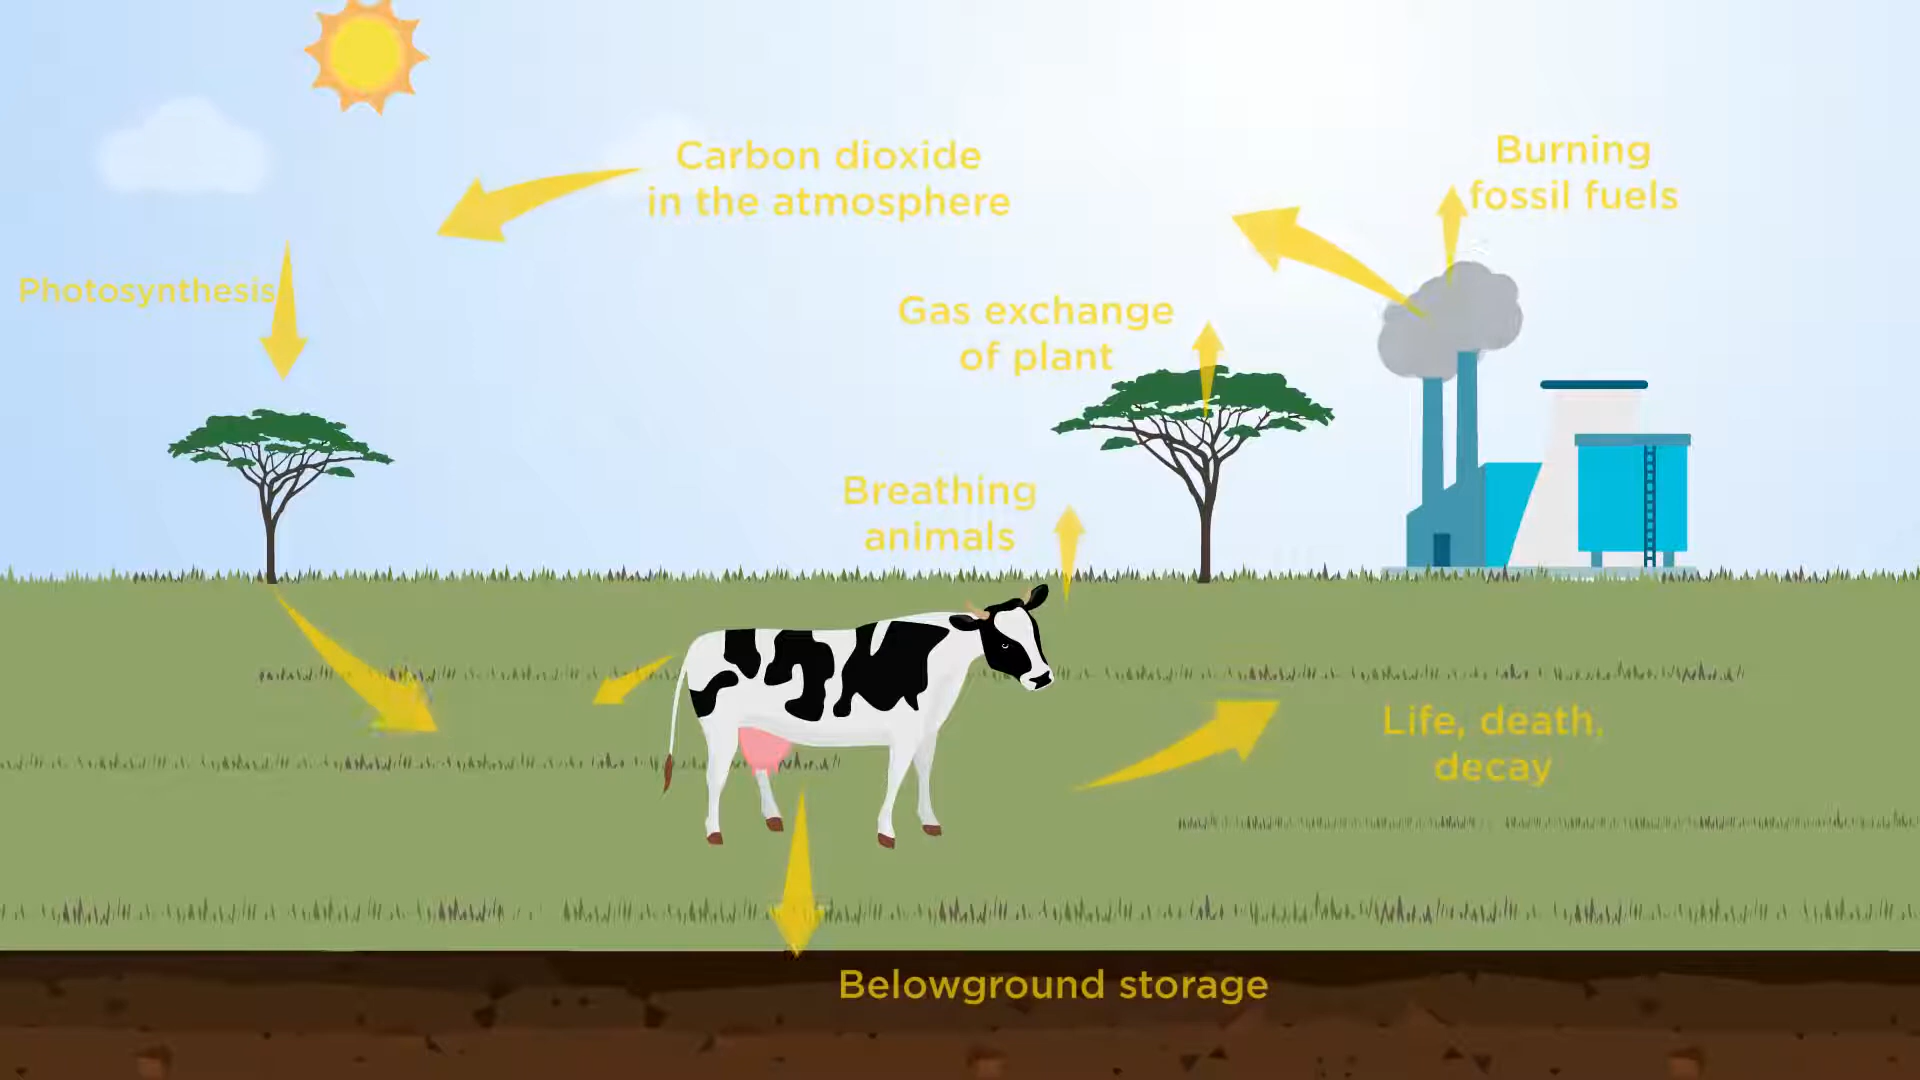 Carbon dioxide
in the atmosphere
Burning
fossil fuels
Photosynthesis
Gas exchange
of plant
Breathing
animals
Life, death,
decay
Belowground storage